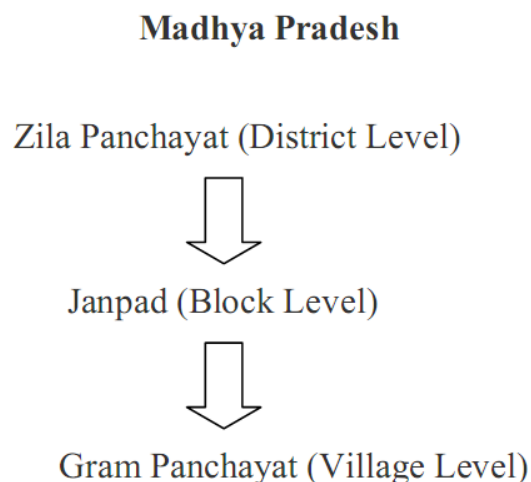 Madhya Pradesh
Zila Panchayat (District Level)
Janpad (Block Level)
Gram Panchayat (Village Level)